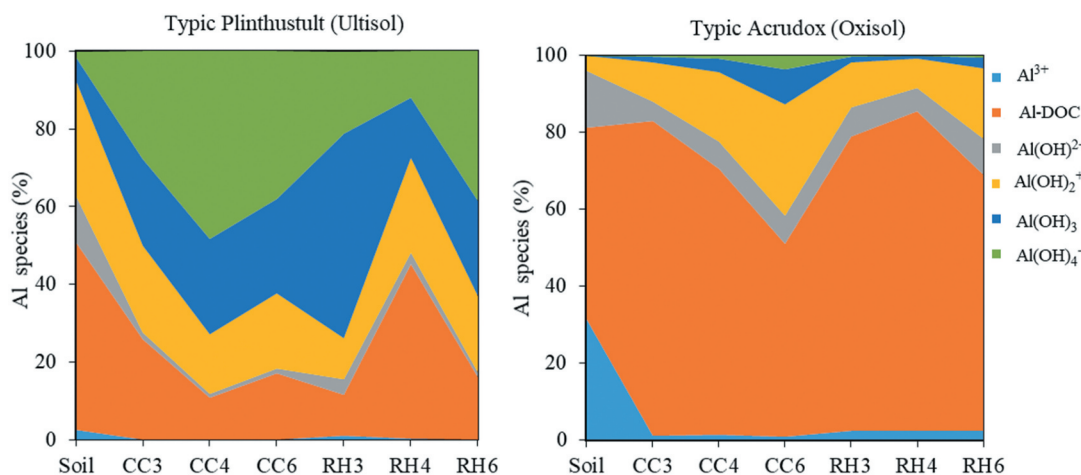 Typic Plinthustult (Ultisol)
Al species (%)
100
80
60
40
20
0
Soil CC3 CC4 CC6 RH3 RH4 RH6
Typic Acrudox (Oxisol)
Al species (%)
100
80
60
40
20
0
Soil CC3 CC4 CC6 RH3 RH4 RH6
Al³⁺
Al-DOC
Al(OH)²⁺
Al(OH)₂⁺
Al(OH)₃
Al(OH)₄⁻